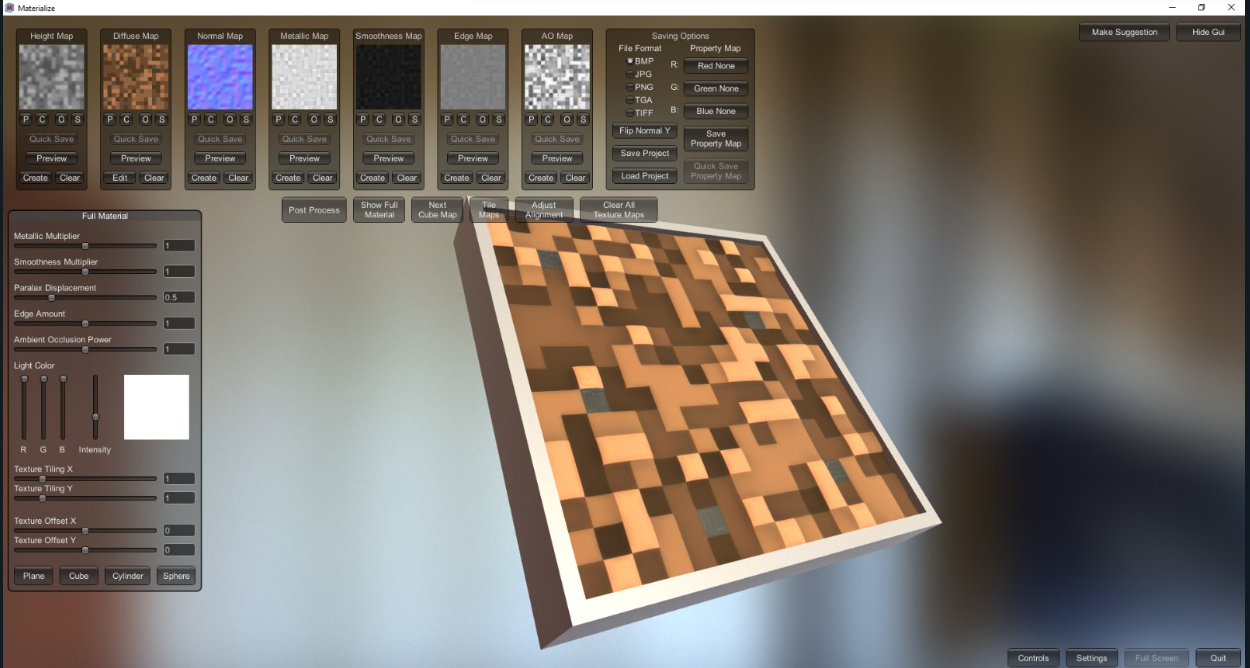 Materialize
Make Suggestion
Hide Gui
Height Map
P C O S
Quick Save
Preview
Create Clear
Diffuse Map
P C O S
Quick Save
Preview
Edit Clear
Normal Map
P C O S
Quick Save
Preview
Create Clear
Metallic Map
P C O S
Quick Save
Preview
Create Clear
Smoothness Map
P C O S
Quick Save
Preview
Create Clear
Edge Map
P C O S
Quick Save
Preview
Create Clear
AO Map
P C O S
Quick Save
Preview
Create Clear
Saving Options
File Format
BMP
JPG
PNG
TGA
TIFF
Flip Normal Y
Save Project
Load Project
Property Map
R: Red None
G: Green None
B: Blue None
Save
Property Map
Quick Save
Property Map
Post Process
Show Full
Material
Next
Cube Map
Tile
Maps
Adjust
Alignment
Clear All
Texture Maps
Full Material
Metallic Multiplier
1
Smoothness Multiplier
1
Paralax Displacement
0.5
Edge Amount
1
Ambient Occlusion Power
1
Light Color
R G B Intensity
Texture Tiling X
1
Texture Tiling Y
1
Texture Offset X
0
Texture Offset Y
0
Plane Cube Cylinder Sphere
Controls Settings Full Screen Quit